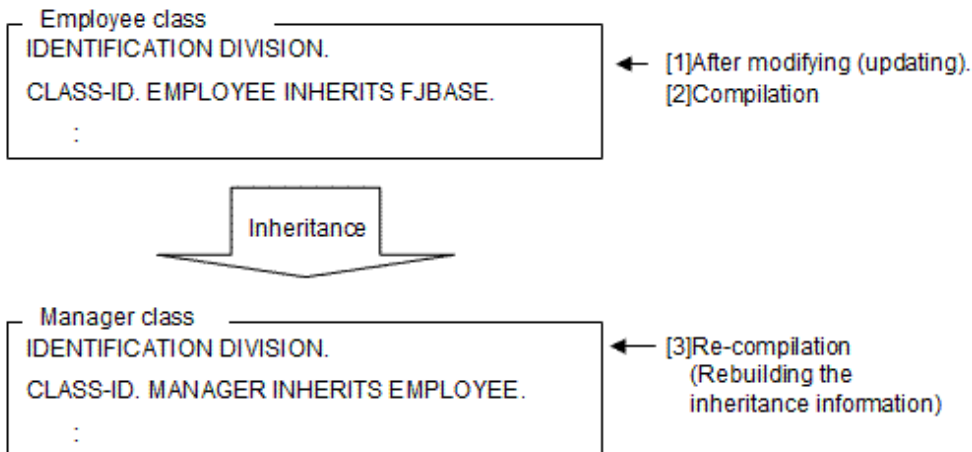 Employee class
IDENTIFICATION DIVISION.
CLASS-ID. EMPLOYEE INHERITS FJBASE.
:
[1]After modifying (updating).
[2]Compilation
Inheritance
Manager class
IDENTIFICATION DIVISION.
CLASS-ID. MANAGER INHERITS EMPLOYEE.
:
[3]Re-compilation
(Rebuilding the
inheritance information)